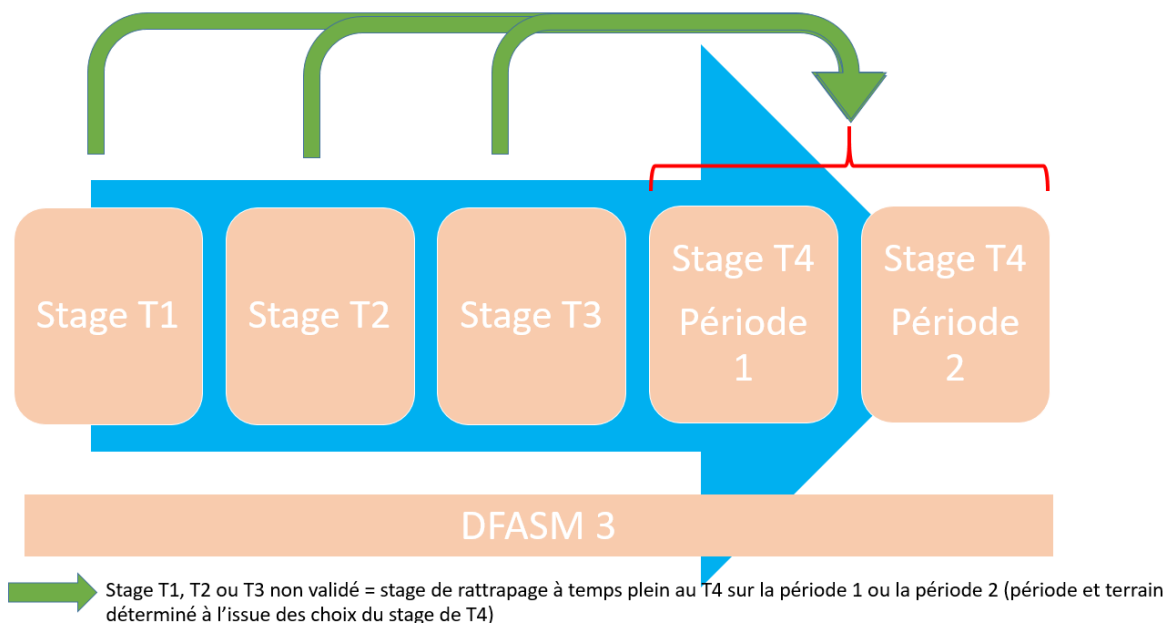 Stage T1
Stage T2
Stage T3
Stage T4
Période
1
Stage T4
Période
2
DFASM 3
Stage T1, T2 ou T3 non validé = stage de rattrapage à temps plein au T4 sur la période 1 ou la période 2 (période et terrain
déterminé à l’issue des choix du stage de T4)